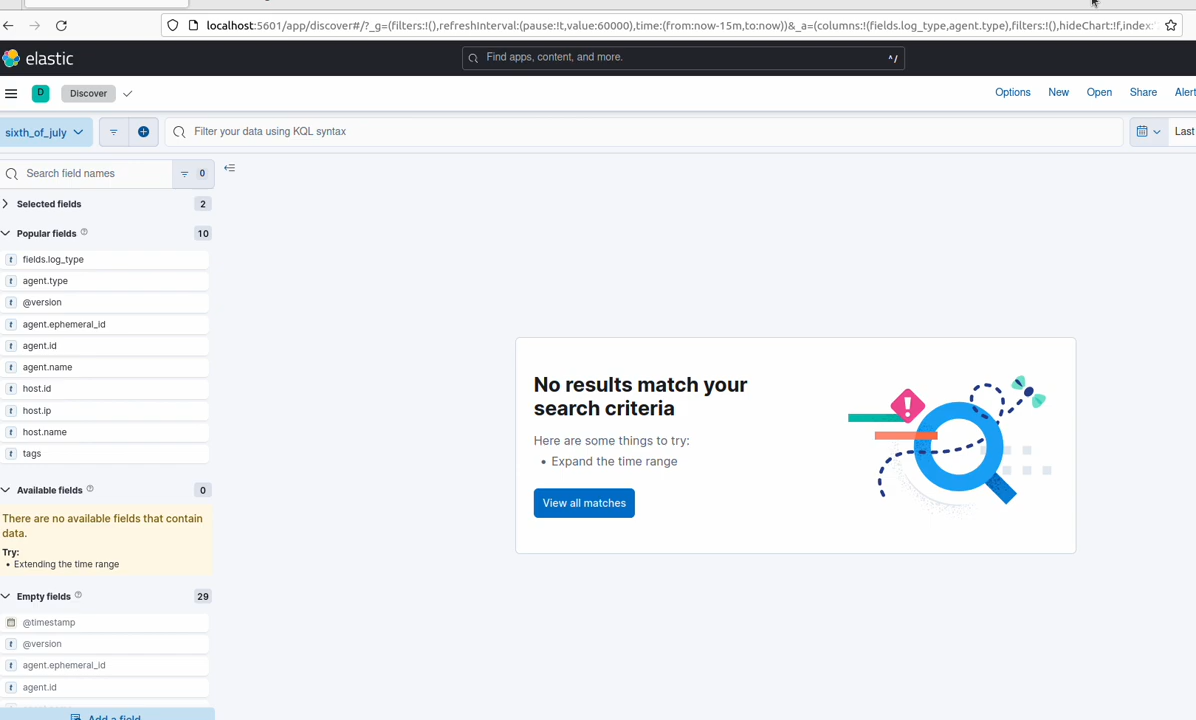 localhost:5601/app/discover#/?_g=(filters:!(),refreshInterval:(pause:!t,value:60000),time:(from:now-15m,to:now))&_a=(columns:!(fields.log_type,agent.type),filters:!(),hideChart:!f,index:
elastic
Find apps, content, and more.
^/
D
Discover
Options
New
Open
Share
Alert
sixth_of_july
Filter your data using KQL syntax
Last
Search field names
0
Selected fields
2
Popular fields
10
t fields.log_type
t agent.type
t @version
t agent.ephemeral_id
t agent.id
t agent.name
t host.id
t host.ip
t host.name
t tags
Available fields
0
There are no available fields that contain
data.
Try:
• Extending the time range
Empty fields
29
@timestamp
t @version
t agent.ephemeral_id
t agent.id
Add a field
No results match your
search criteria
Here are some things to try:
• Expand the time range
View all matches